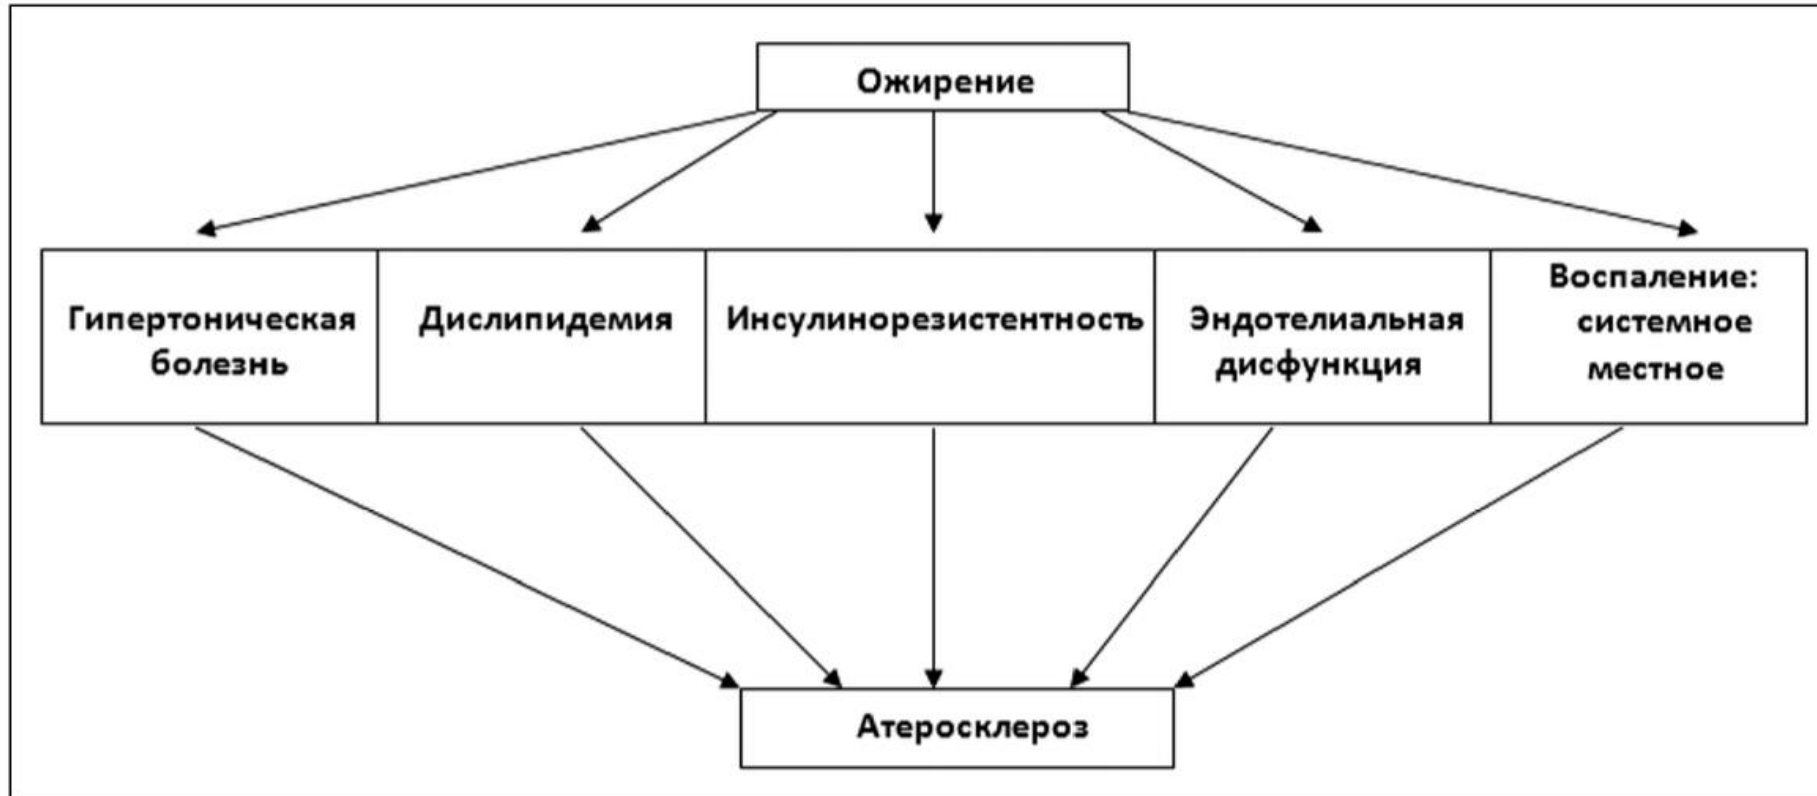 Ожирение
Гипертоническая
болезнь
Дислипидемия
Инсулинорезистентность
Эндотелиальная
дисфункция
Воспаление:
системное
местное
Атеросклероз